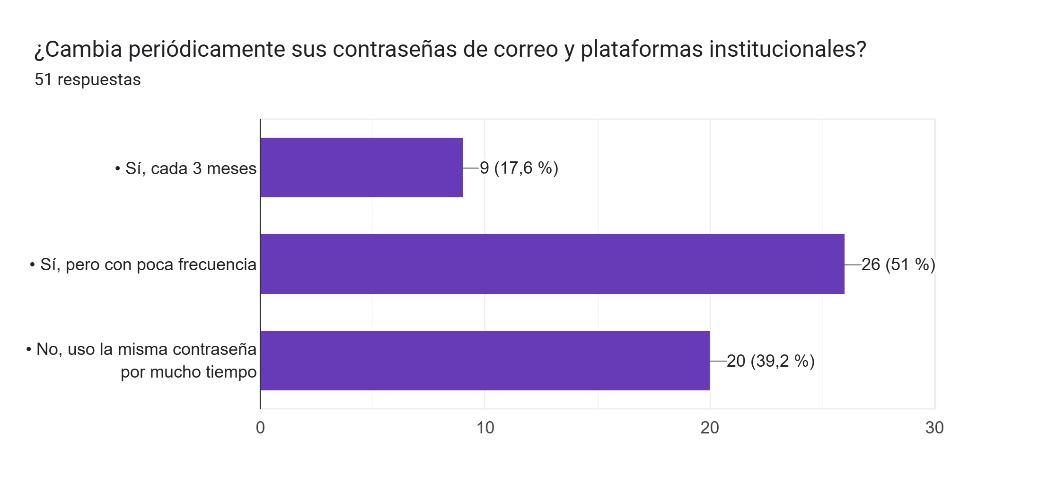 ¿Cambia periódicamente sus contraseñas de correo y plataformas institucionales?
51 respuestas
• Sí, cada 3 meses
9 (17,6 %)
• Sí, pero con poca frecuencia
26 (51 %)
• No, uso la misma contraseña
por mucho tiempo
20 (39,2 %)
0
10
20
30